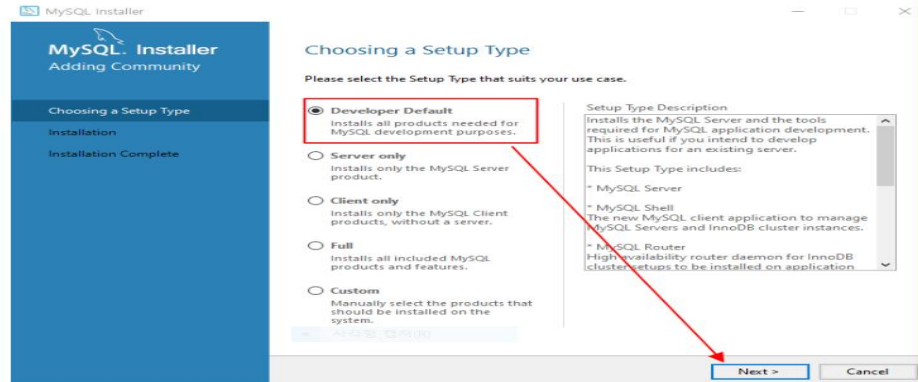 MySQL Installer
MySQL. Installer
Adding Community
Choosing a Setup Type
Installation
Installation Complete
Choosing a Setup Type
Please select the Setup Type that suits your use case.
Developer Default
Installs all products needed for
MySQL development purposes.
Server only
Installs only the MySQL Server
product.
Client only
Installs only the MySQL Client
products, without a server.
Full
Installs all included MySQL
products and features.
Custom
Manually select the products that
should be installed on the
system.
Setup Type Description
Installs the MySQL Server and the tools
required for MySQL application development.
This is useful if you intend to develop
applications for an existing server.
This Setup Type includes:
* MySQL Server
* MySQL Shell
The new MySQL client application to manage
MySQL Servers and InnoDB cluster instances.
* MySQL Router
High availability router daemon for InnoDB
cluster setups to be installed on application
Next >
Cancel